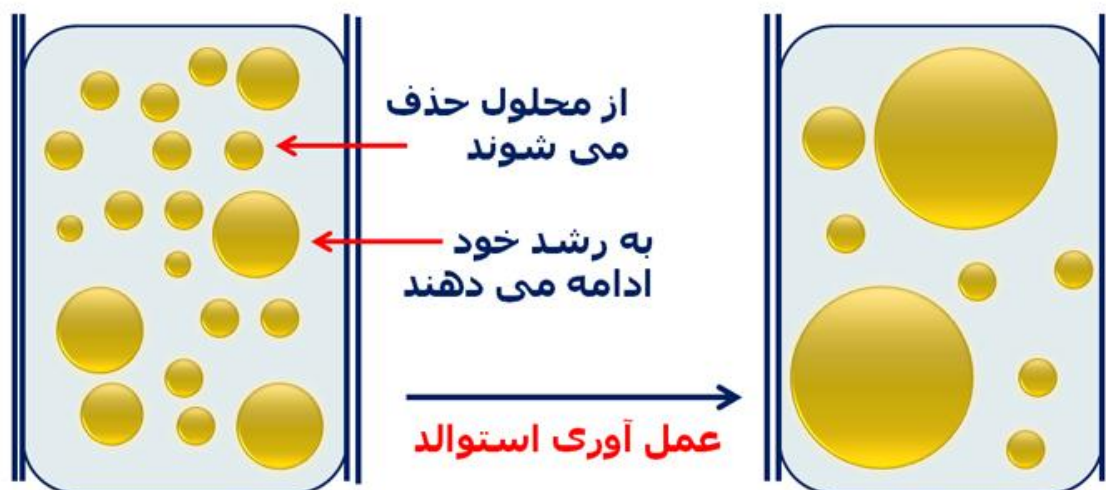 از محلول حذف
می شوند
به رشد خود
ادامه می دهند
عمل آوری استوالد